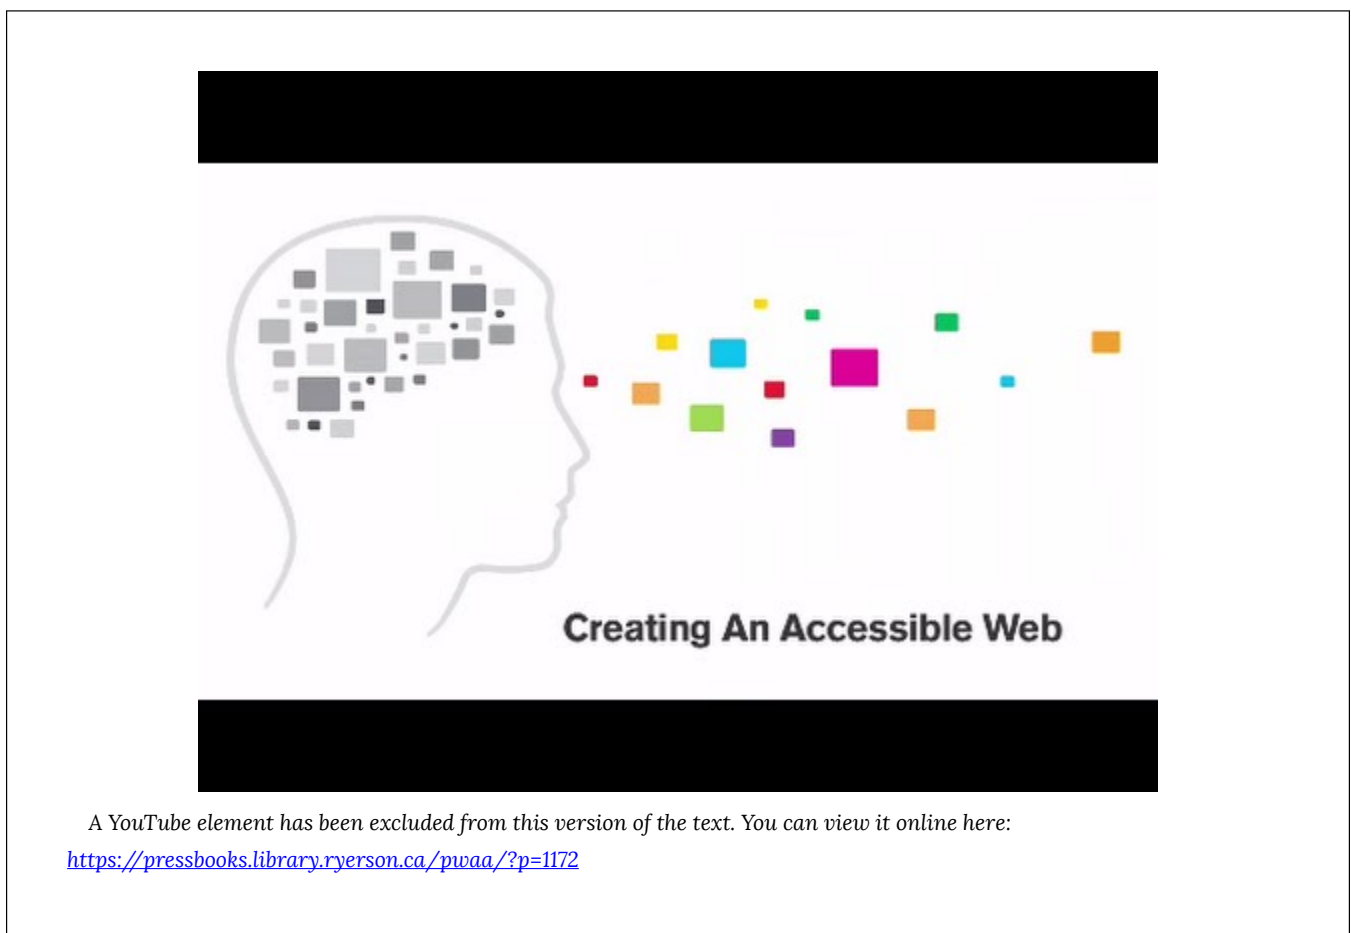 Creating An Accessible Web
A YouTube element has been excluded from this version of the text. You can view it online here:
https://pressbooks.library.ryerson.ca/pwaa/?p=1172